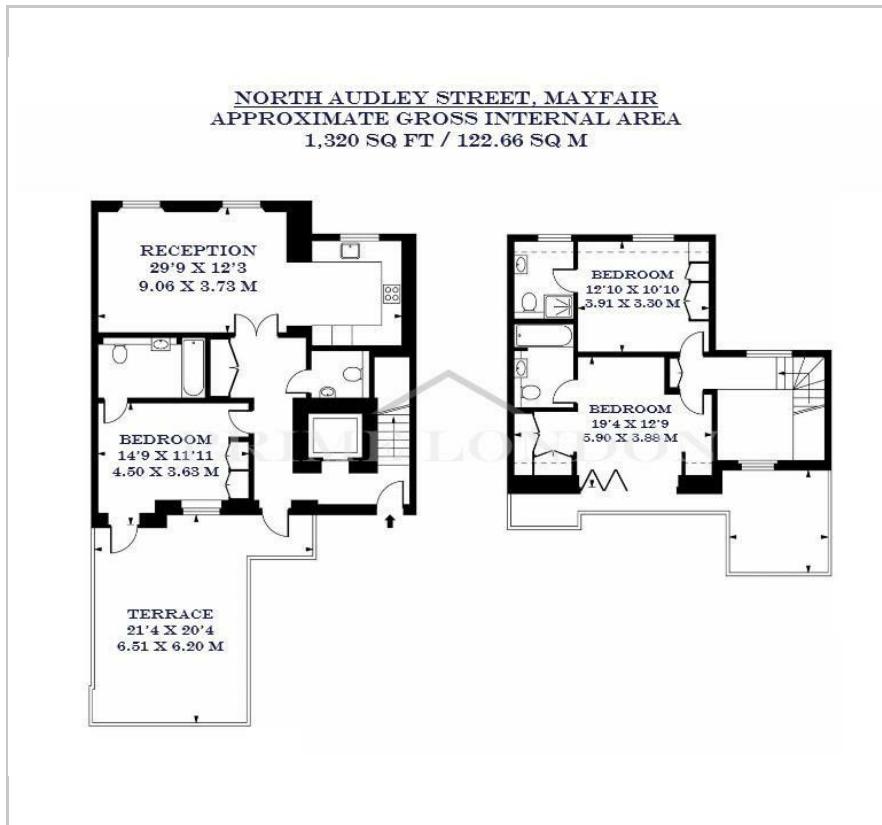 NORTH AUDLEY STREET, MAYFAIR
APPROXIMATE GROSS INTERNAL AREA
1,320 SQ FT / 122.66 SQ M
RECEPTION
29'9 X 12'3
9.06 X 3.73 M
BEDROOM
14'9 X 11'11
4.50 X 3.63 M
TERRACE
21'4 X 20'4
6.51 X 6.20 M
BEDROOM
12'10 X 10'10
3.91 X 3.30 M
BEDROOM
19'4 X 12'9
5.90 X 3.88 M
PRIME LONDON